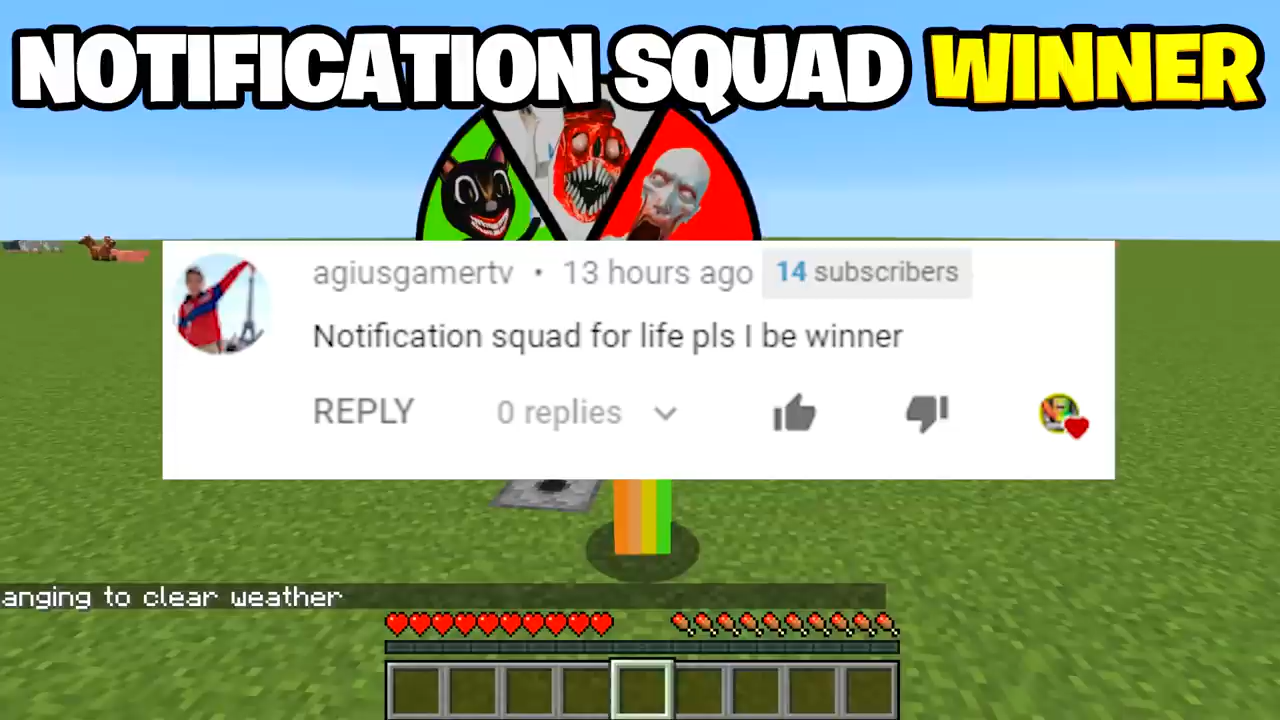 NOTIFICATION SQUAD WINNER
agiusgamertv • 13 hours ago 14 subscribers
Notification squad for life pls I be winner
REPLY 0 replies
anging to clear weather